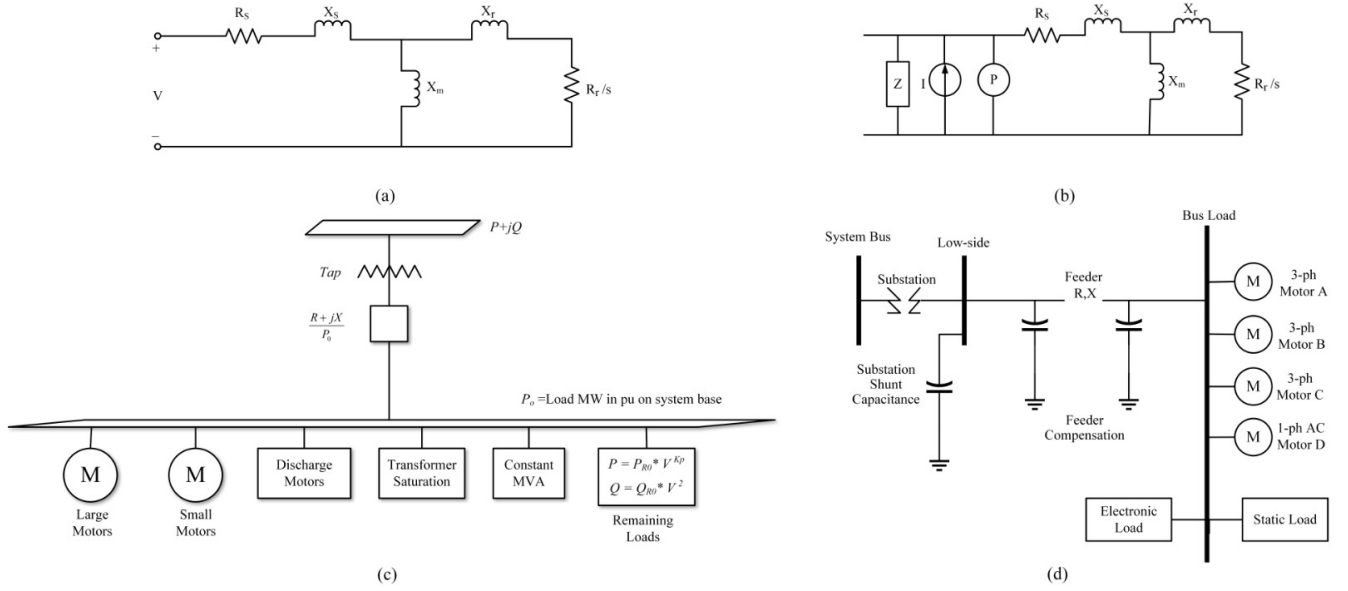 R_S
X_S
X_r
+
V
X_m
R_r/s
−
(a)
Z
I
P
R_S
X_S
X_r
X_m
R_r/s
(b)
P+jQ
Tap
R + jX
P_0
P_o =Load MW in pu on system base
M
M
Discharge
Motors
Transformer
Saturation
Constant
MVA
P = P_R0 * V^Kp
Q = Q_R0 * V^2
Large
Motors
Small
Motors
Remaining
Loads
(c)
System Bus
Substation
Low-side
Feeder
R,X
Bus Load
Substation
Shunt
Capacitance
Feeder
Compensation
M
3-ph
Motor A
M
3-ph
Motor B
M
3-ph
Motor C
M
1-ph AC
Motor D
Electronic
Load
Static Load
(d)